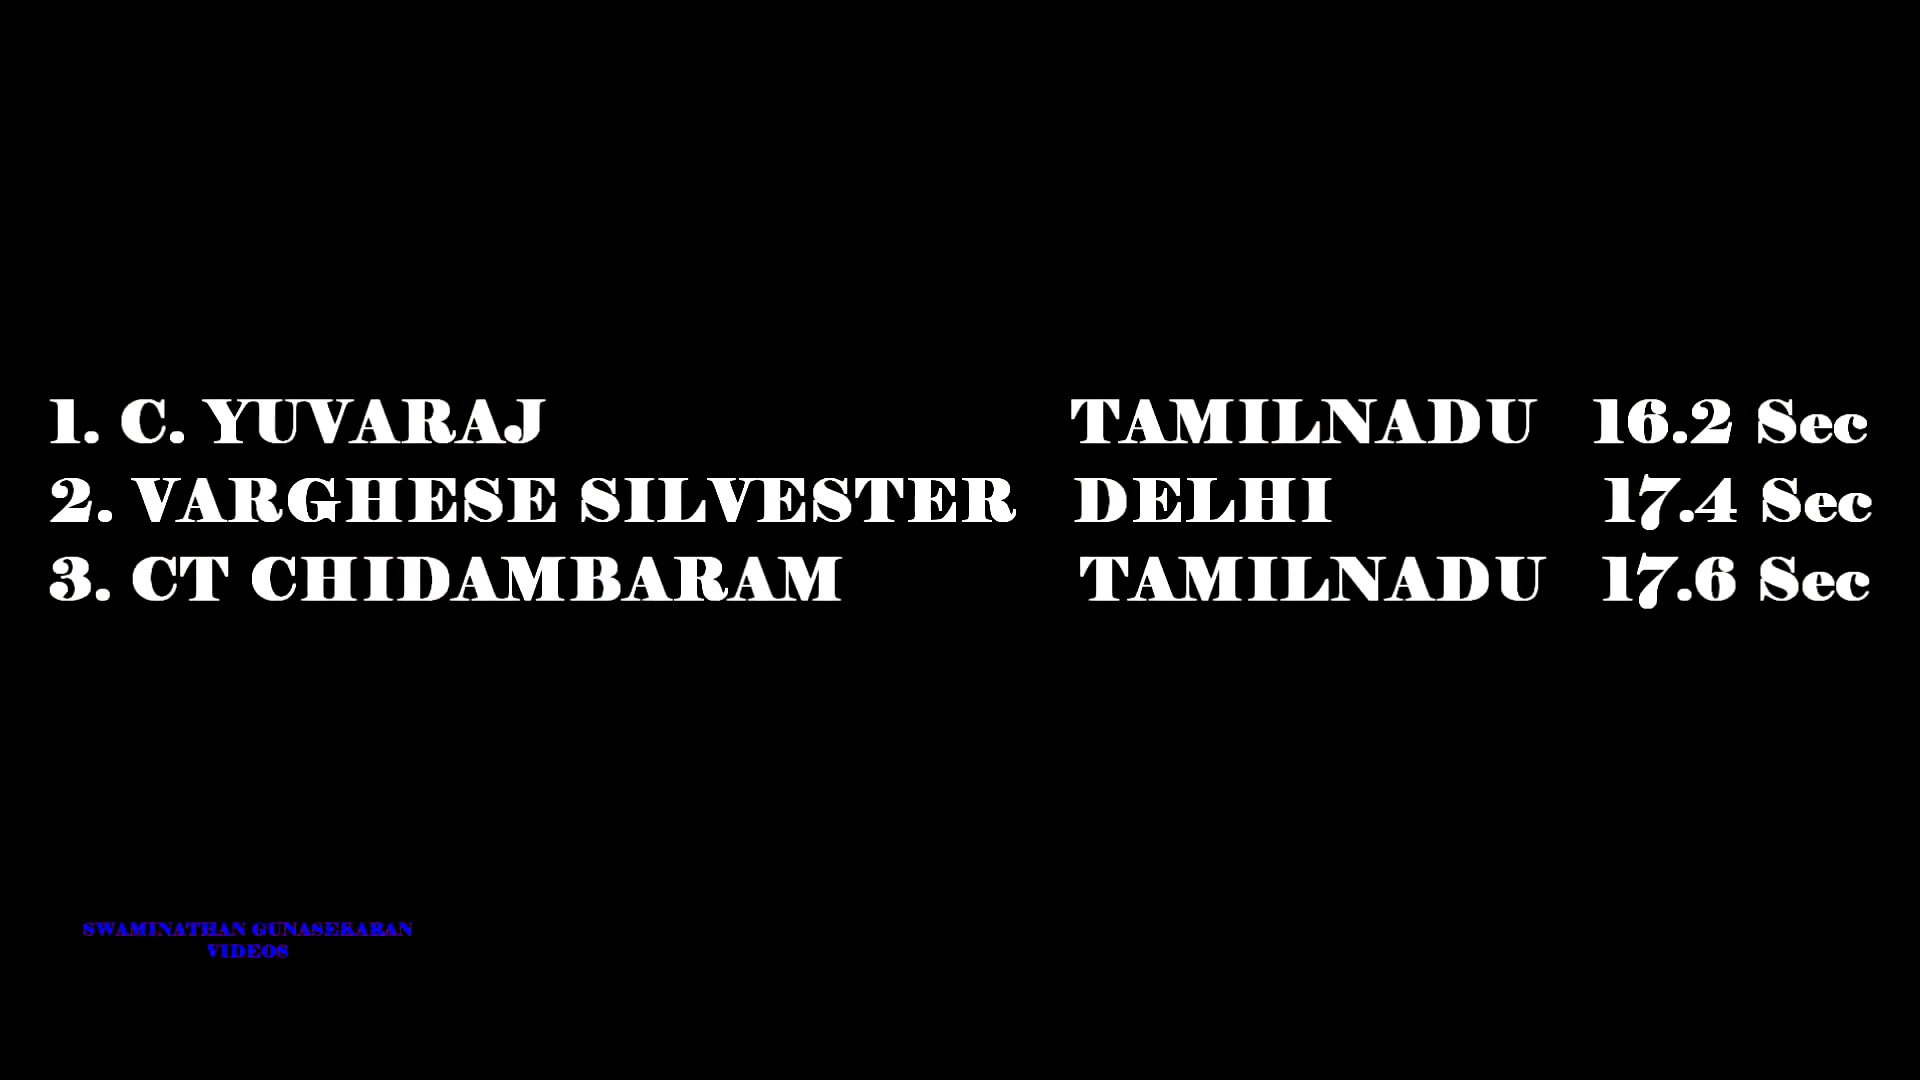 1. C. YUVARAJ TAMILNADU 16.2 Sec
2. VARGHESE SILVESTER DELHI 17.4 Sec
3. CT CHIDAMBARAM TAMILNADU 17.6 Sec
SWAMINATHAN GUNASEKARAN
VIDEOS